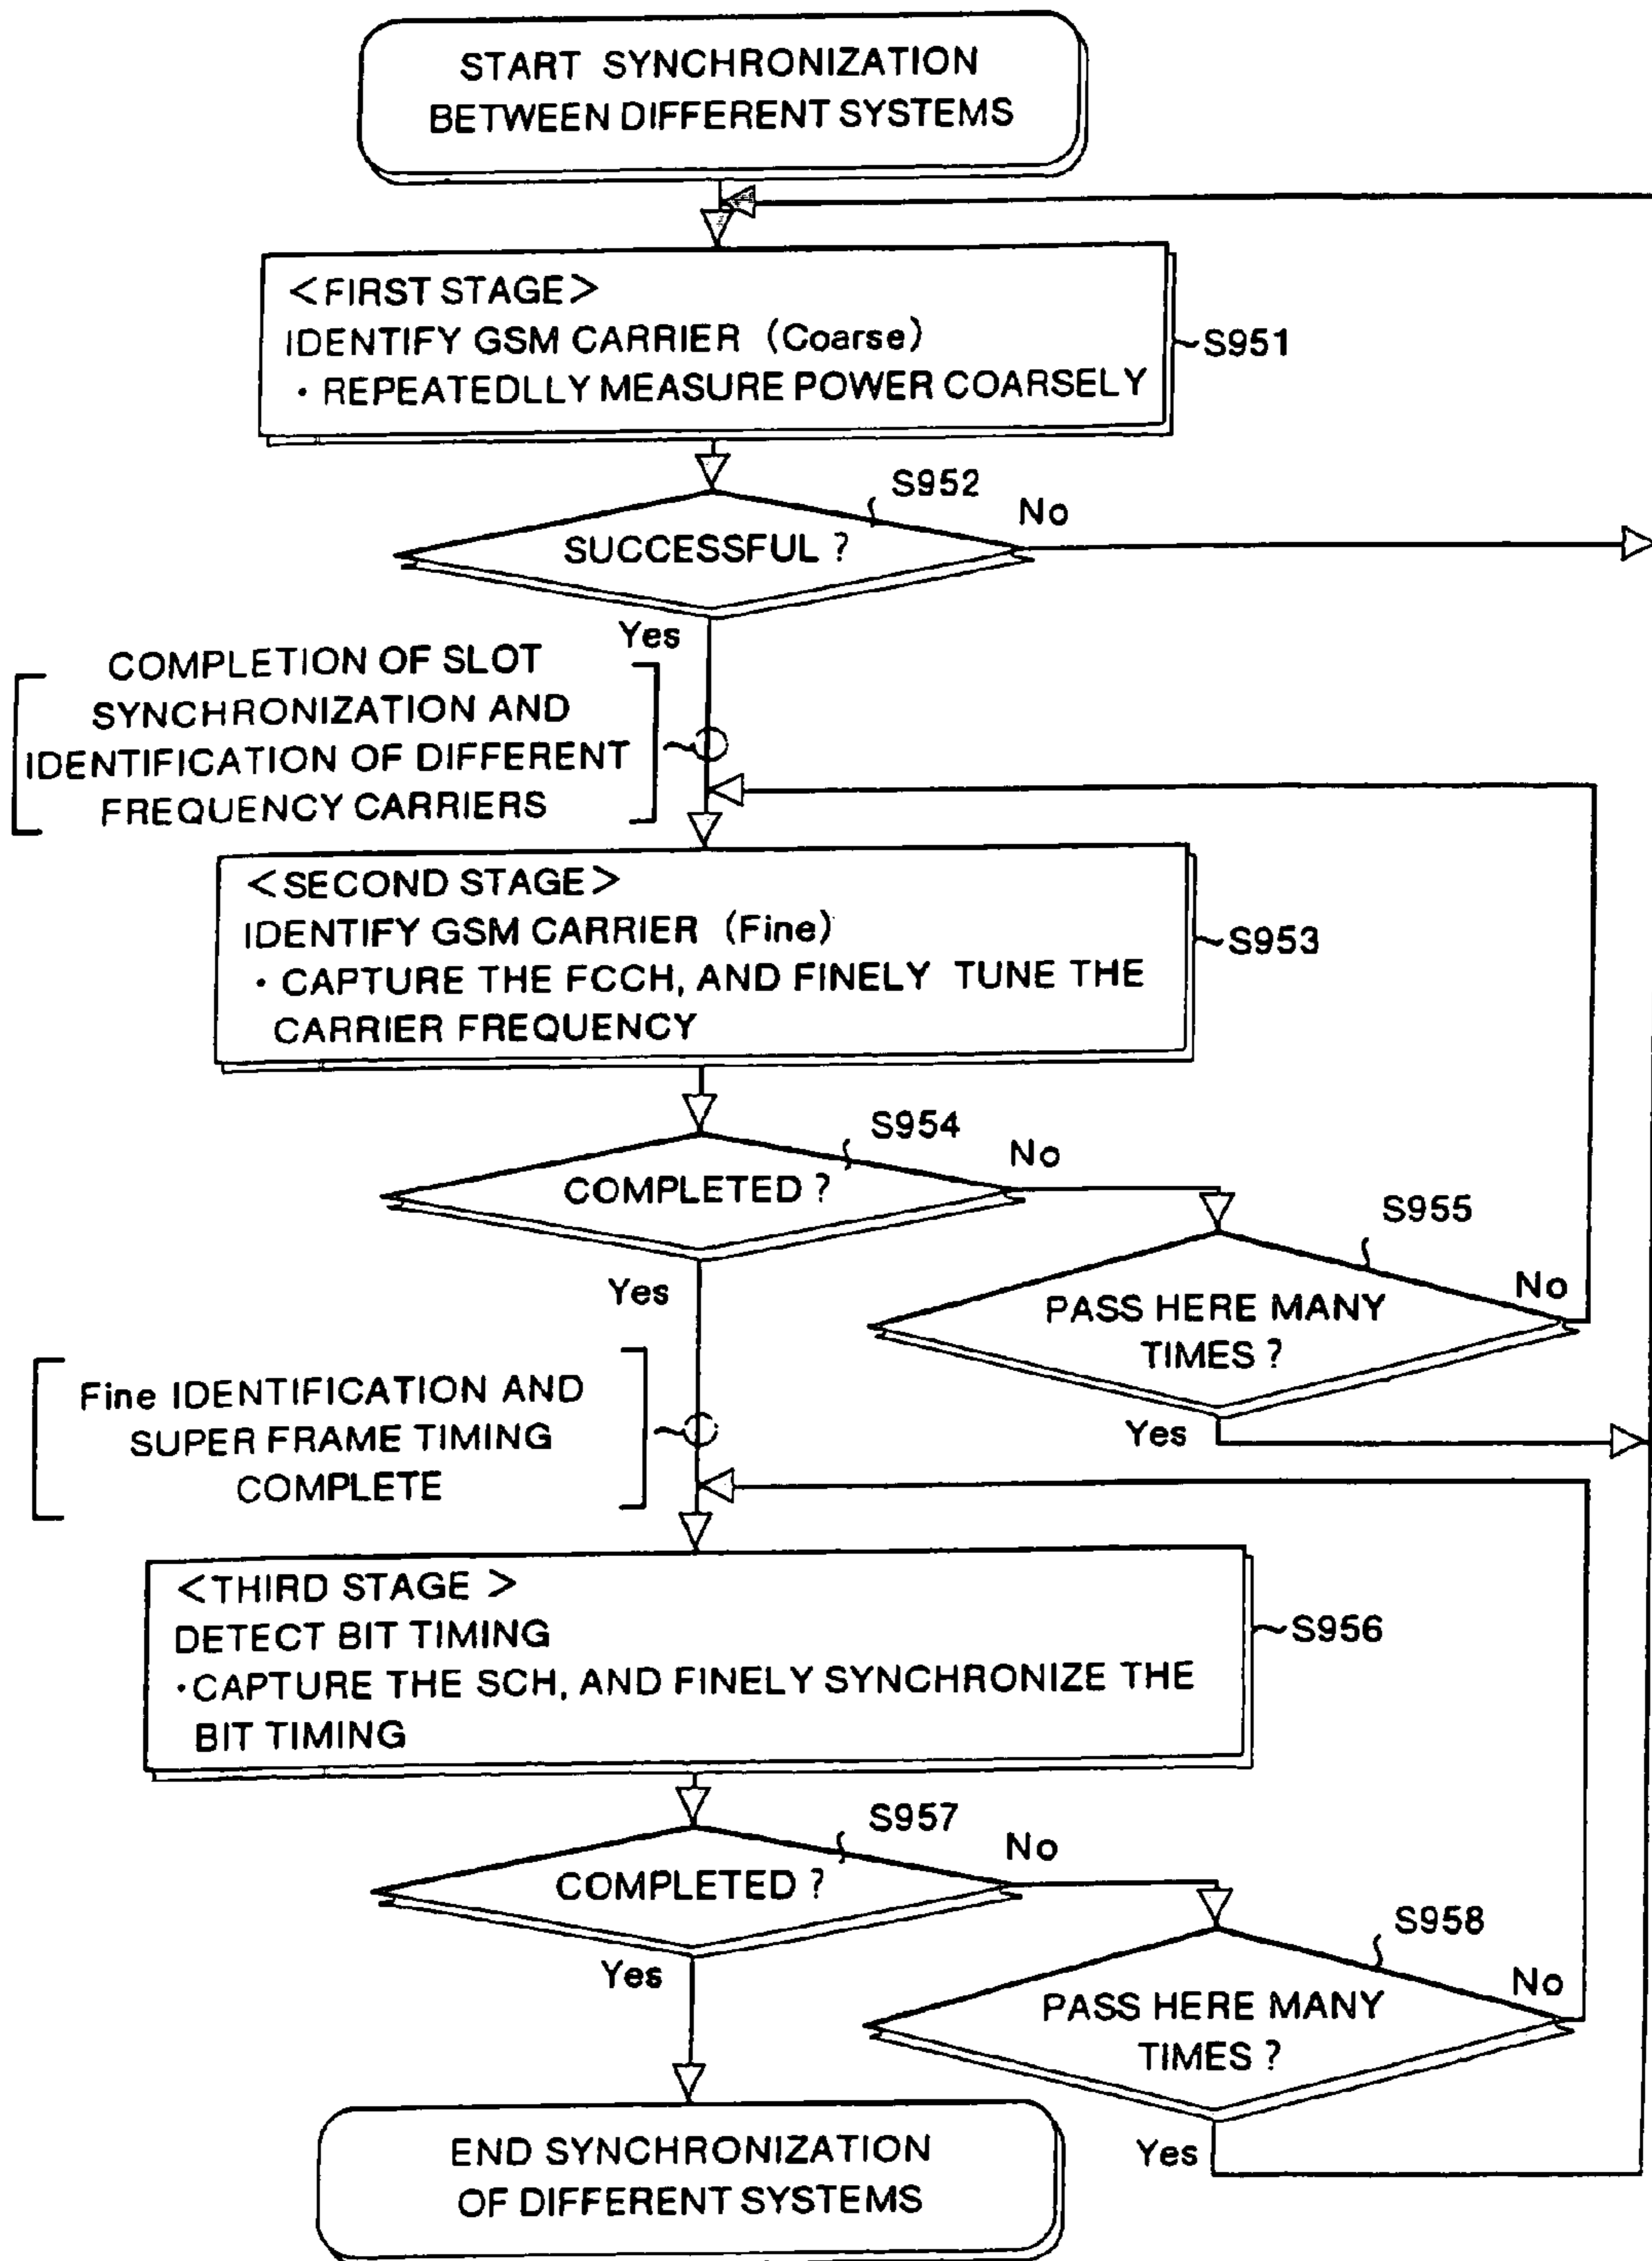 START SYNCHRONIZATION
BETWEEN DIFFERENT SYSTEMS
<FIRST STAGE>
IDENTIFY GSM CARRIER (Coarse)
・REPEATEDLLY MEASURE POWER COARSELY
S951
S952
SUCCESSFUL ?
No
Yes
COMPLETION OF SLOT
SYNCHRONIZATION AND
IDENTIFICATION OF DIFFERENT
FREQUENCY CARRIERS
<SECOND STAGE>
IDENTIFY GSM CARRIER (Fine)
・CAPTURE THE FCCH, AND FINELY TUNE THE
CARRIER FREQUENCY
S953
S954
COMPLETED ?
No
Yes
S955
PASS HERE MANY
TIMES ?
No
Yes
Fine IDENTIFICATION AND
SUPER FRAME TIMING
COMPLETE
<THIRD STAGE >
DETECT BIT TIMING
・CAPTURE THE SCH, AND FINELY SYNCHRONIZE THE
BIT TIMING
S956
S957
COMPLETED ?
No
Yes
S958
PASS HERE MANY
TIMES ?
No
Yes
END SYNCHRONIZATION
OF DIFFERENT SYSTEMS